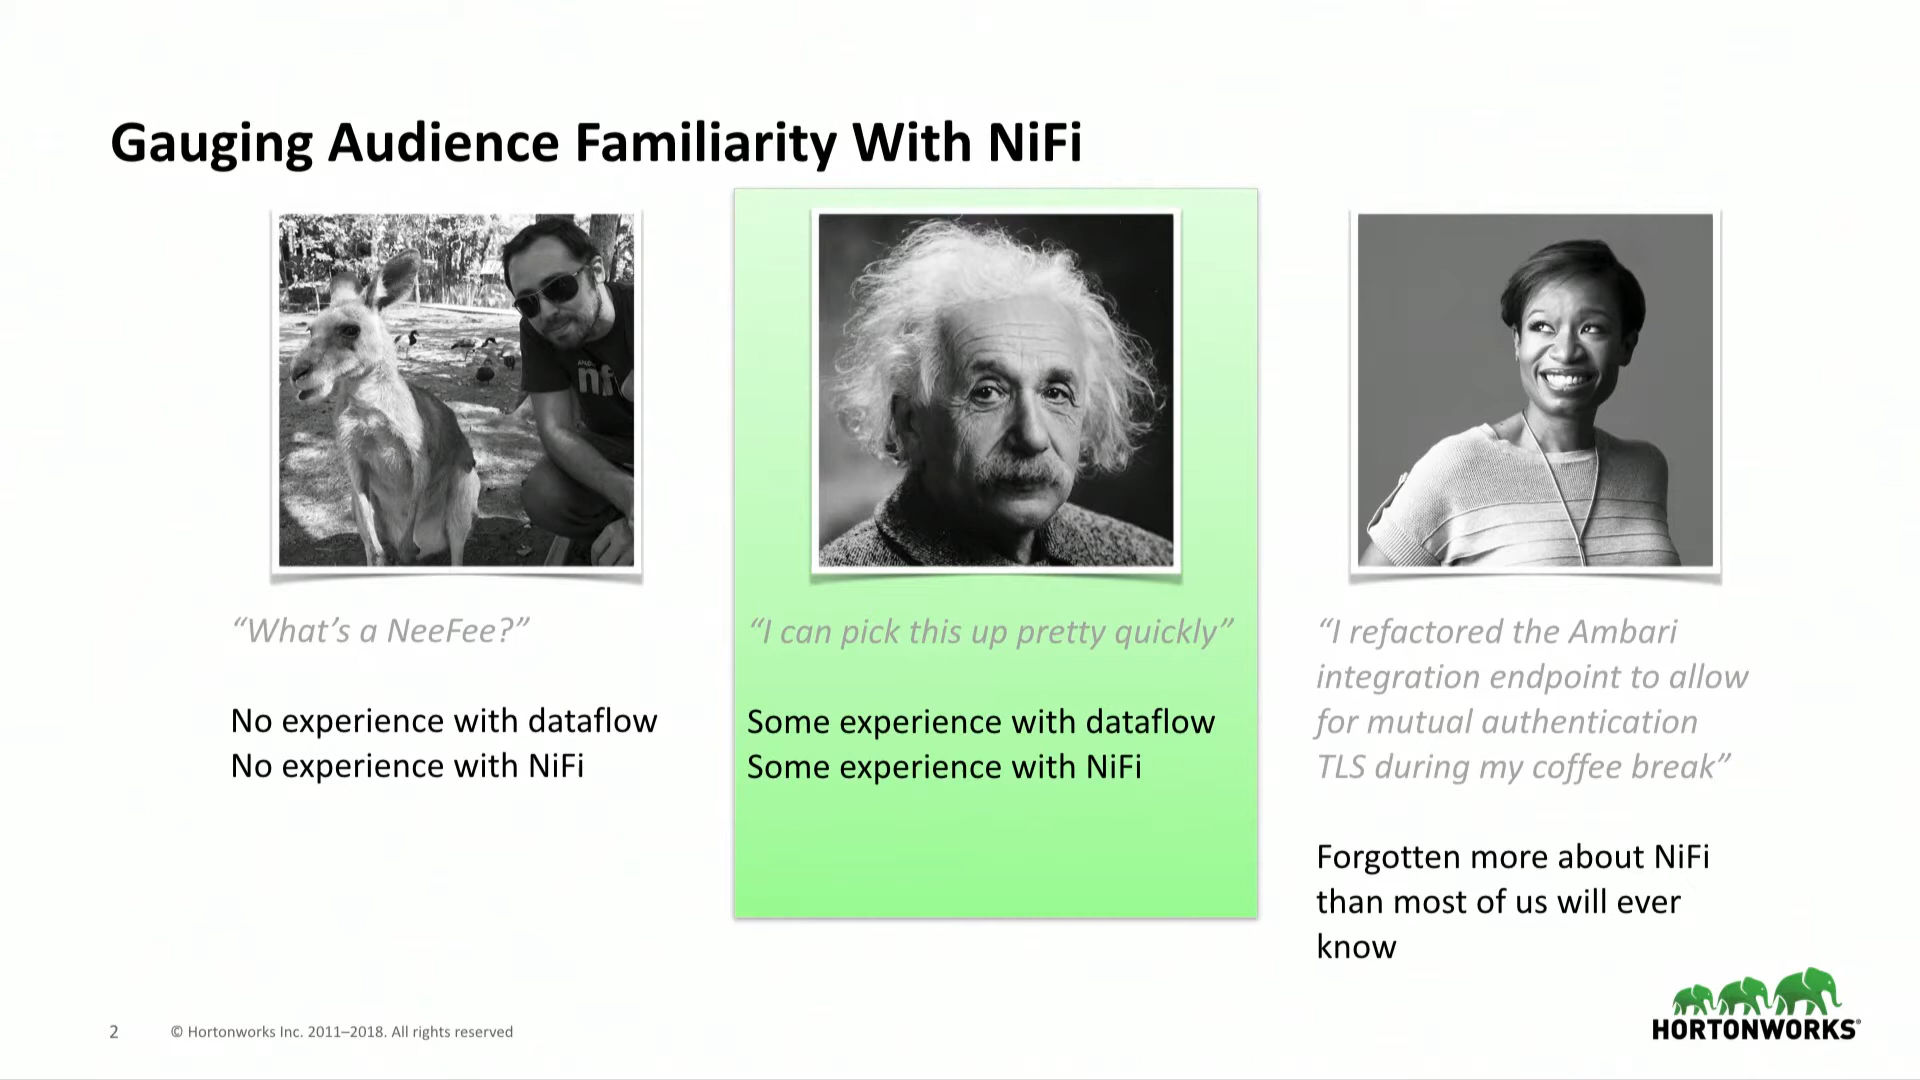 Gauging Audience Familiarity With NiFi
“What’s a NeeFee?”
No experience with dataflow
No experience with NiFi
“I can pick this up pretty quickly”
Some experience with dataflow
Some experience with NiFi
“I refactored the Ambari
integration endpoint to allow
for mutual authentication
TLS during my coffee break”
Forgotten more about NiFi
than most of us will ever
know
2
© Hortonworks Inc. 2011–2018. All rights reserved
HORTONWORKS®